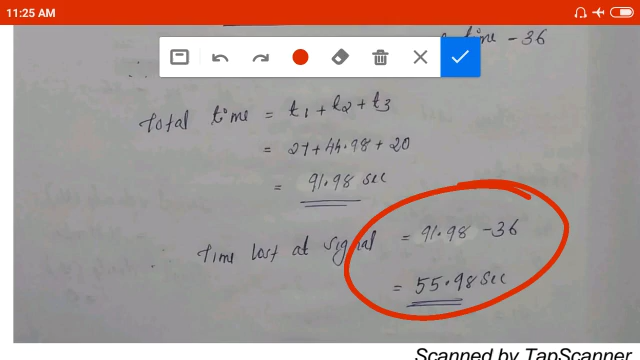 11:25 AM
time - 36
Total time = t1 + t2 + t3
= 27 + 44.98 + 20
= 91.98 sec
Time lost at signal = 91.98 - 36
= 55.98 sec
Scanned by TapScanner